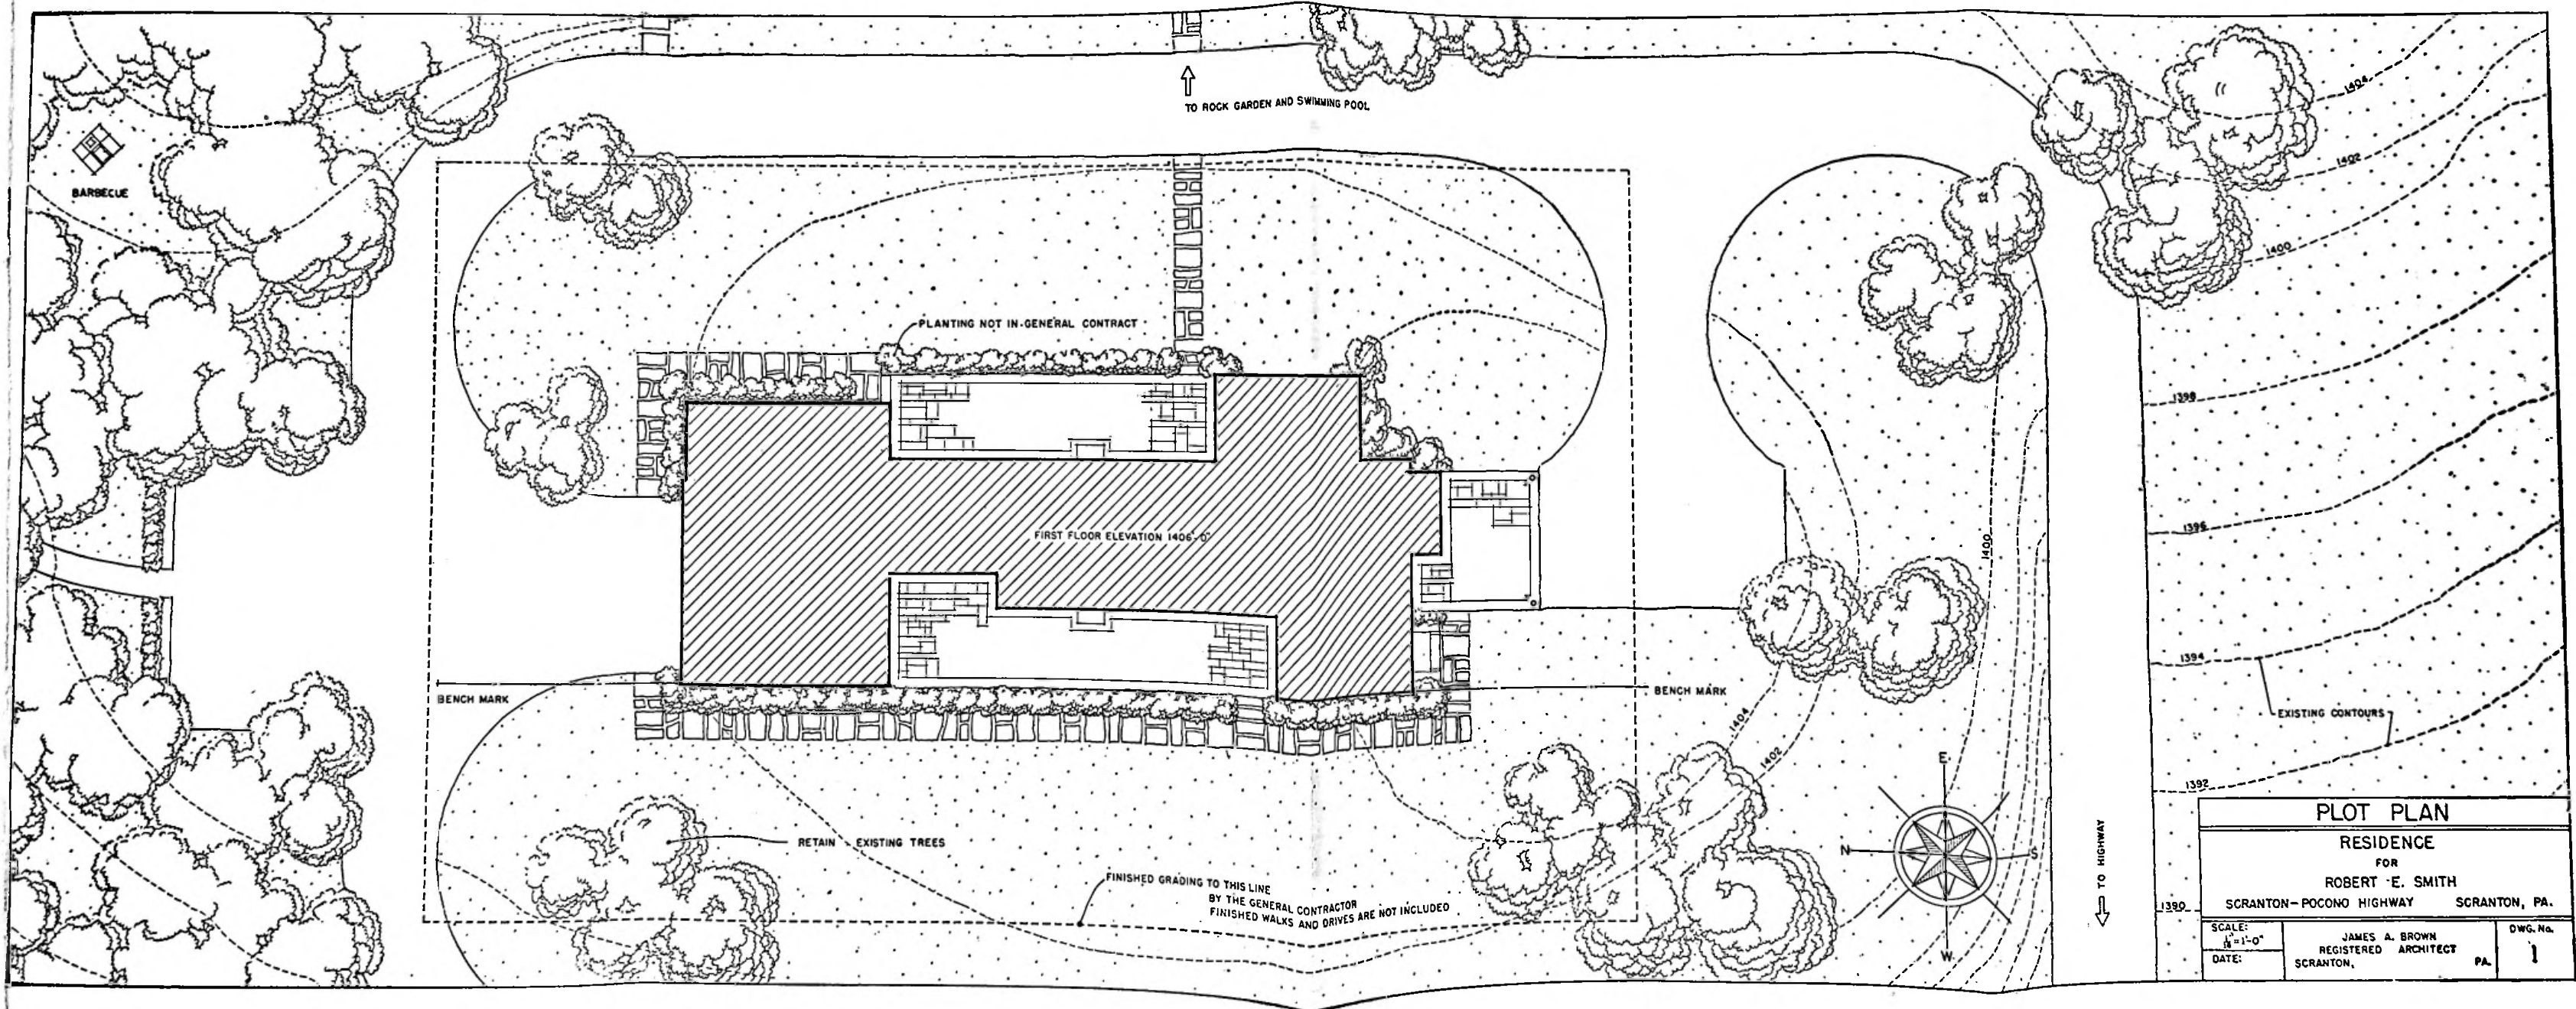 TO ROCK GARDEN AND SWIMMING POOL
1404
1402
1400
BARBECUE
PLANTING NOT IN GENERAL CONTRACT
1398
1396
FIRST FLOOR ELEVATION 1406'-0"
1400
1394
BENCH MARK
BENCH MARK
1404
1402
EXISTING CONTOURS
E.
N
S
W.
1392
RETAIN EXISTING TREES
FINISHED GRADING TO THIS LINE
BY THE GENERAL CONTRACTOR
FINISHED WALKS AND DRIVES ARE NOT INCLUDED
TO HIGHWAY
1390
PLOT PLAN
RESIDENCE
FOR
ROBERT E. SMITH
SCRANTON-POCONO HIGHWAY SCRANTON, PA.
SCALE:
1"=1'-0"
DATE:
JAMES A. BROWN
REGISTERED ARCHITECT
SCRANTON, PA.
DWG. No.
1